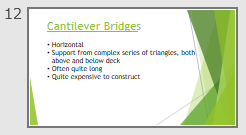 12
Cantilever Bridges
• Horizontal
• Support from complex series of triangles, both
above and below deck
• Often quite long
• Quite expensive to construct